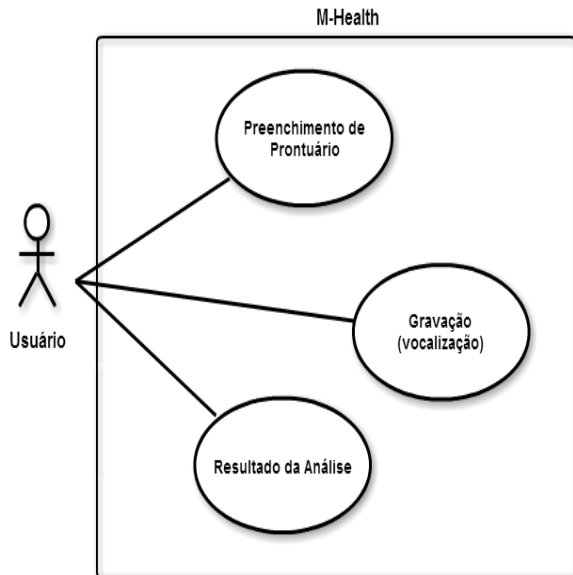 M-Health
Preenchimento de
Prontuário
Usuário
Gravação
(vocalização)
Resultado da Análise